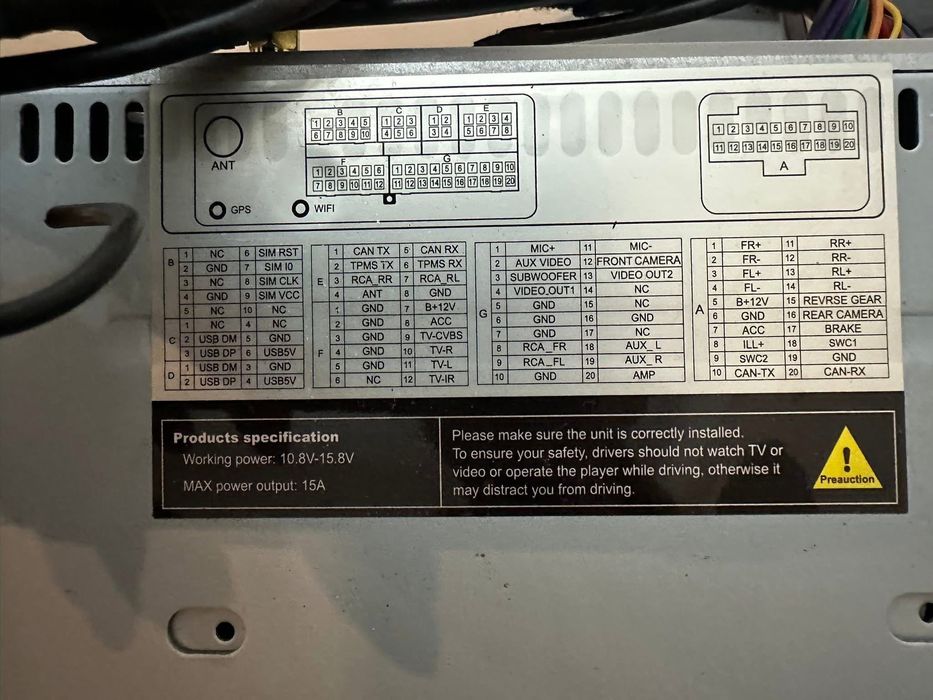 B C D E
1 2 3 4 5 1 2 3 1 2 1 2 3 4
6 7 8 9 10 4 5 6 3 4 5 6 7 8
F G
1 2 3 4 5 6 1 2 3 4 5 6 7 8 9 10
7 8 9 10 11 12 11 12 13 14 15 16 17 18 19 20
ANT
GPS WIFI
1 2 3 4 5 6 7 8 9 10
11 12 13 14 15 16 17 18 19 20
A
B
1 NC 6 SIM RST
2 GND 7 SIM I0
3 NC 8 SIM CLK
4 GND 9 SIM VCC
5 NC 10 NC
C
1 NC 4 NC
2 USB DM 5 GND
3 USB DP 6 USB5V
D
1 USB DM 3 GND
2 USB DP 4 USB5V
E
1 CAN TX 5 CAN RX
2 TPMS TX 6 TPMS RX
3 RCA_RR 7 RCA_RL
4 ANT 8 GND
F
1 GND 7 B+12V
2 GND 8 ACC
3 GND 9 TV-CVBS
4 GND 10 TV-R
5 GND 11 TV-L
6 NC 12 TV-IR
G
1 MIC+ 11 MIC-
2 AUX VIDEO 12 FRONT CAMERA
3 SUBWOOFER 13 VIDEO OUT2
4 VIDEO_OUT1 14 NC
5 GND 15 NC
6 GND 16 GND
7 GND 17 NC
8 RCA_FR 18 AUX_L
9 RCA_FL 19 AUX_R
10 GND 20 AMP
A
1 FR+ 11 RR+
2 FR- 12 RR-
3 FL+ 13 RL+
4 FL- 14 RL-
5 B+12V 15 REVRSE GEAR
6 GND 16 REAR CAMERA
7 ACC 17 BRAKE
8 ILL+ 18 SWC1
9 SWC2 19 GND
10 CAN-TX 20 CAN-RX
Products specification
Working power: 10.8V-15.8V
MAX power output: 15A
Please make sure the unit is correctly installed.
To ensure your safety, drivers should not watch TV or
video or operate the player while driving, otherwise it
may distract you from driving.
!
Preauction